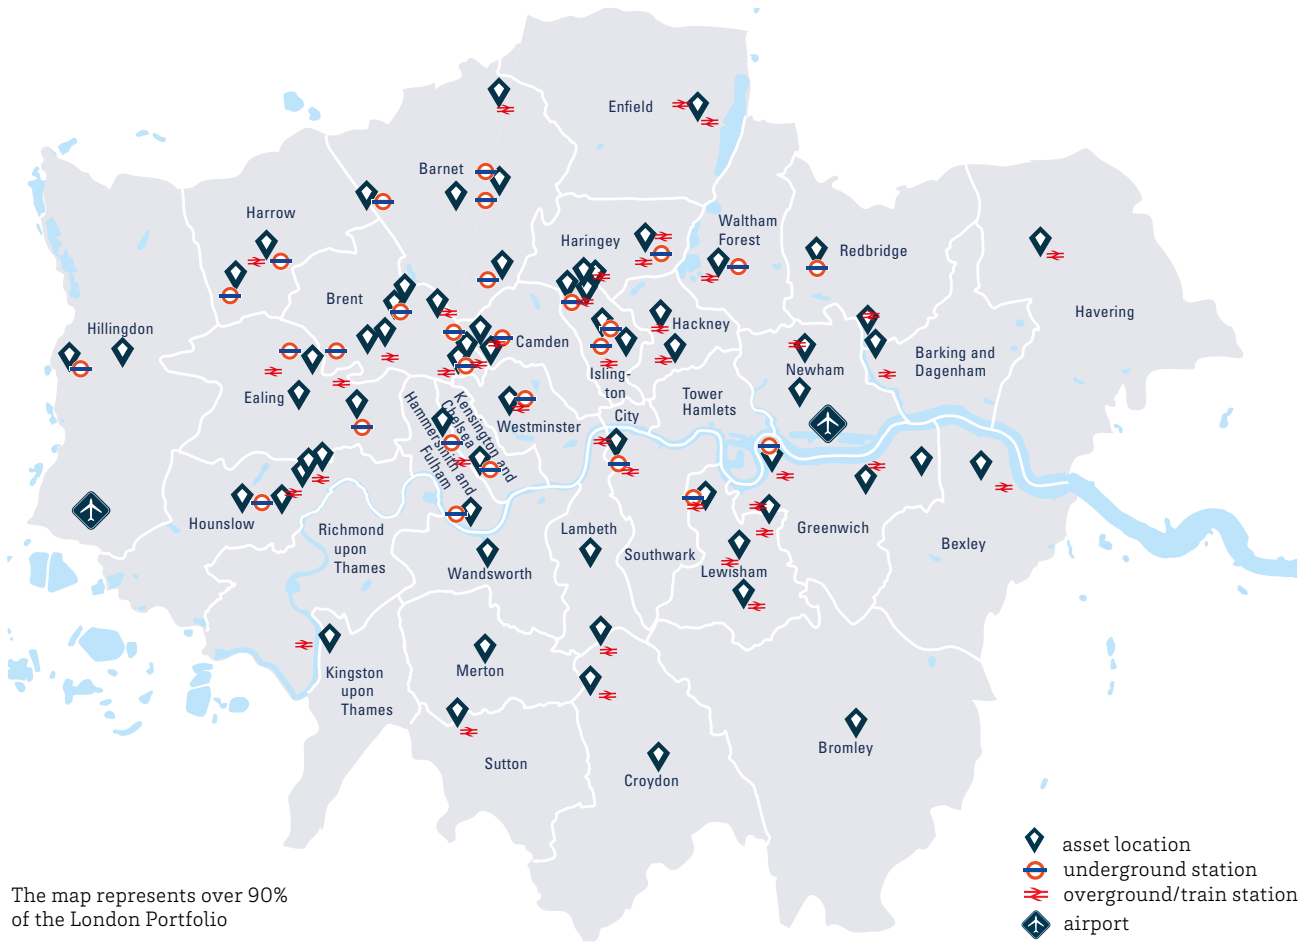 Enfield
Barnet
Harrow
Waltham
Forest
Haringey
Redbridge
Brent
Havering
Hillingdon
Hackney
Camden
Barking and
Dagenham
Newham
Isling-
ton
Ealing
Tower
Hamlets
City
Westminster
Kensington and
Chelsea
Hammersmith and
Fulham
Hounslow
Richmond
upon
Thames
Lambeth
Southwark
Greenwich
Bexley
Wandsworth
Lewisham
Merton
Kingston
upon
Thames
Sutton
Croydon
Bromley
asset location
underground station
overground/train station
airport
The map represents over 90%
of the London Portfolio